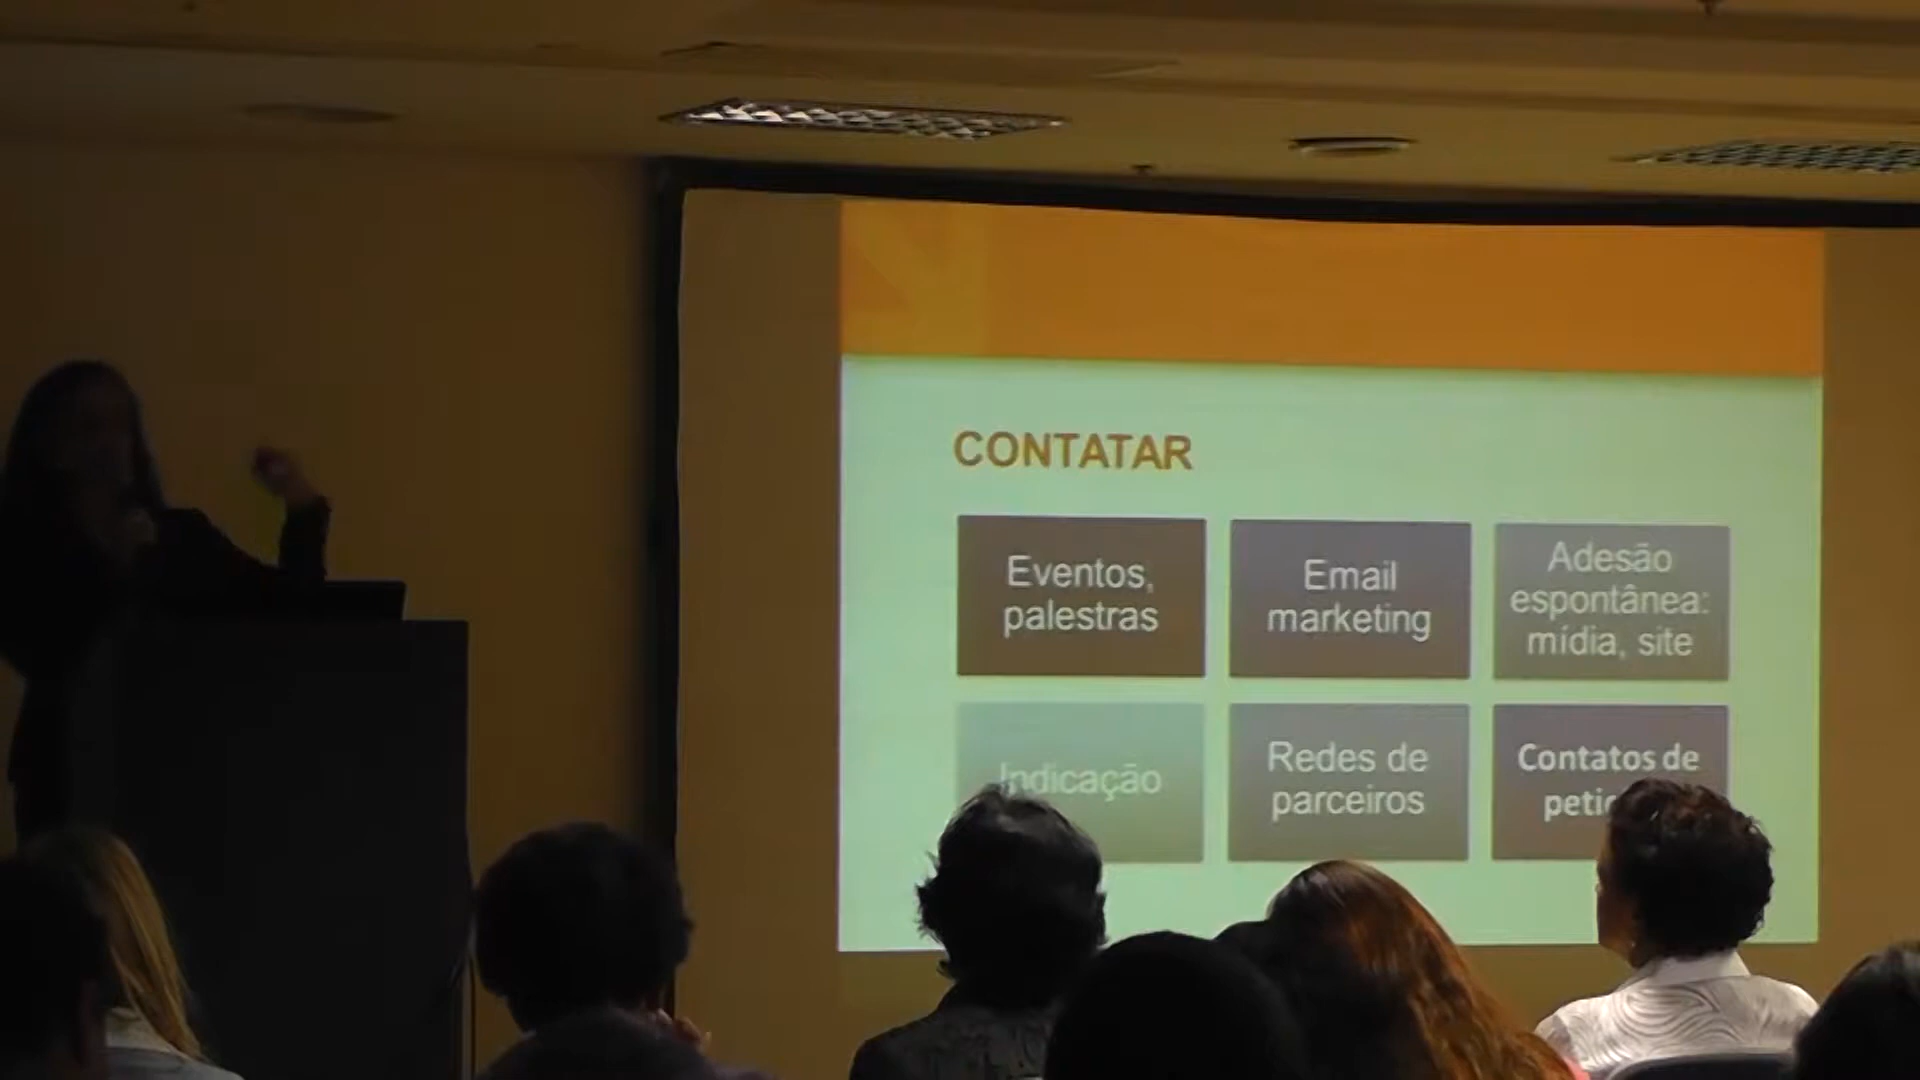 CONTATAR
Eventos,
palestras
Email
marketing
Adesão
espontânea:
mídia, site
Indicação
Redes de
parceiros
Contatos de